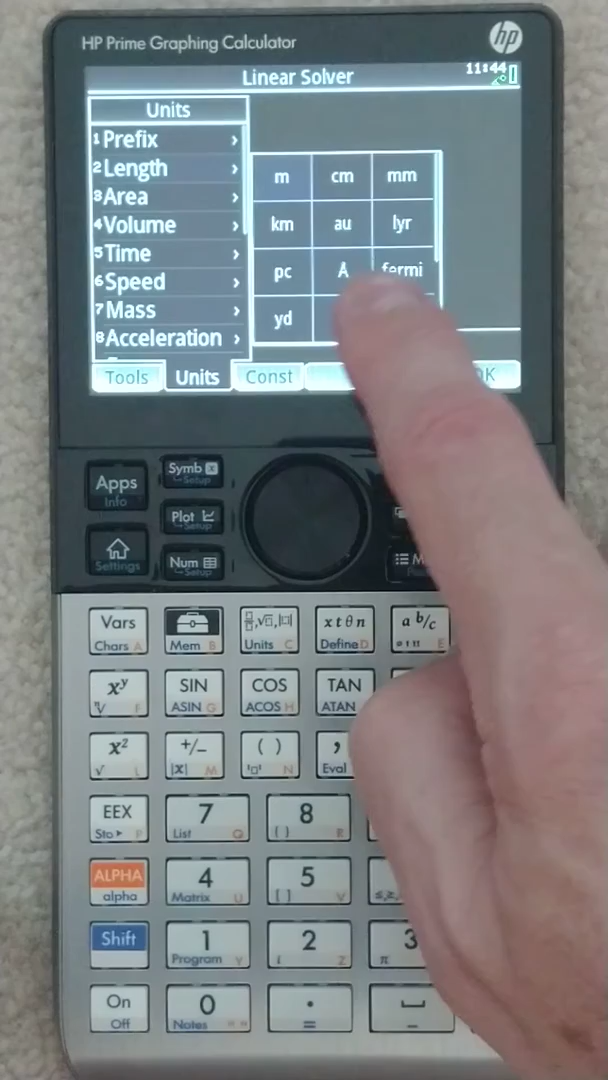 HP Prime Graphing Calculator
hp
Linear Solver
11:44
Units
1 Prefix >
2 Length >
3 Area >
4 Volume >
5 Time >
6 Speed >
7 Mass >
8 Acceleration >
m cm mm
km au lyr
pc Å fermi
yd
Tools Units Const OK
Apps
Info
Symb
Setup
Plot
Setup
Settings
Num
Setup
Vars
Chars A
Mem B
Units C
x t θ n
Define D
a b/c
E
xʸ
F
SIN
ASIN G
COS
ACOS H
TAN
ATAN
x²
√ L
+/-
|x| M
( )
N
,
Eval
EEX
Sto ▸ P
7
List Q
8
{ } R
ALPHA
alpha
4
Matrix U
5
[ ] V
≤,≥,
Shift
1
Program Y
2
i Z
3
π
On
Off
0
Notes " "
.
=
_